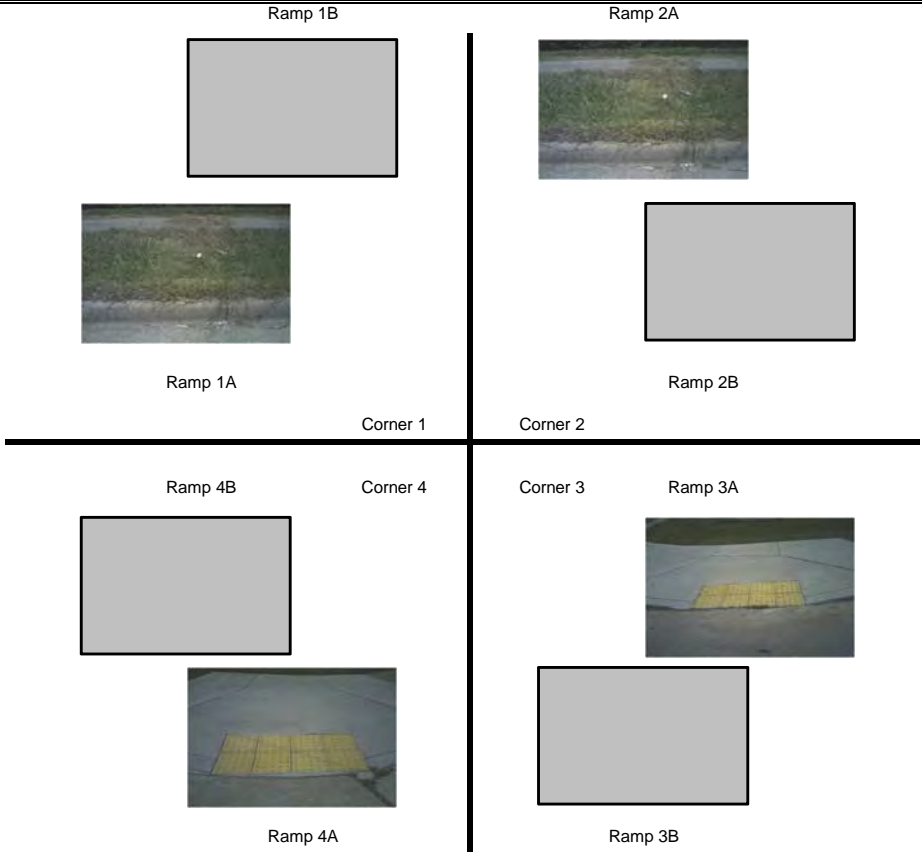 Ramp 1B Ramp 2A
Ramp 1A Ramp 2B
Corner 1 Corner 2
Ramp 4B Corner 4 Corner 3 Ramp 3A
Ramp 4A Ramp 3B